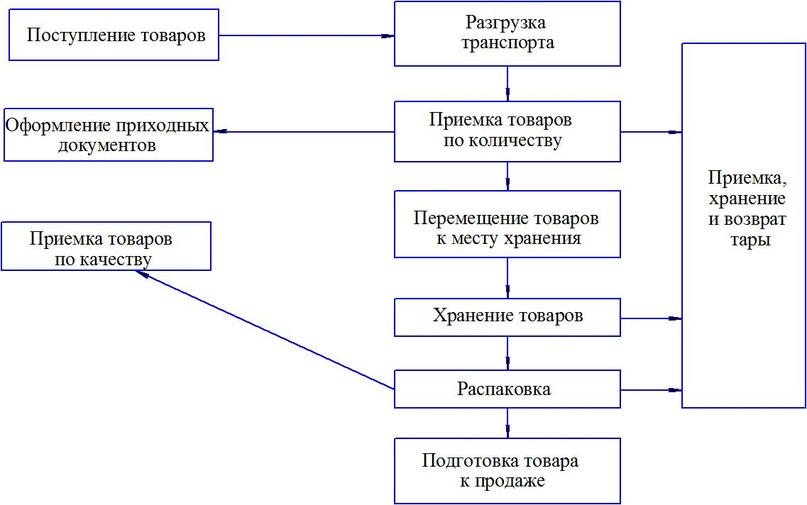 Поступление товаров
Разгрузка
транспорта
Оформление приходных
документов
Приемка товаров
по количеству
Приемка,
хранение
и возврат
тары
Перемещение товаров
к месту хранения
Приемка товаров
по качеству
Хранение товаров
Распаковка
Подготовка товара
к продаже